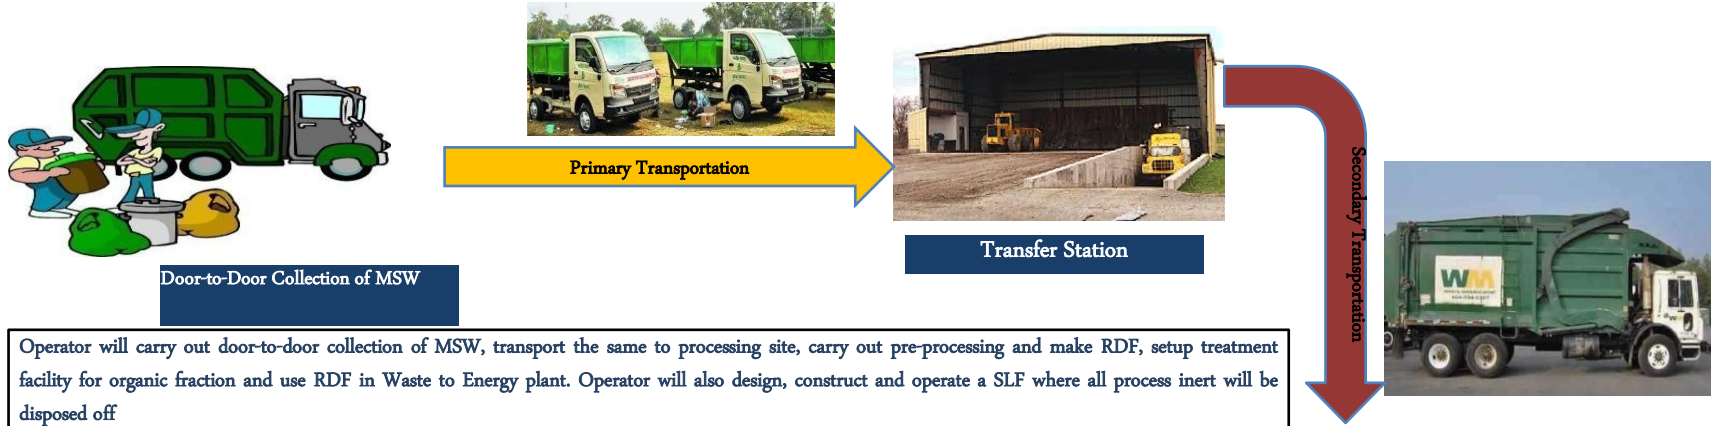 Primary Transportation
Transfer Station
Secondary Transportation
Door-to-Door Collection of MSW
WM
Operator will carry out door-to-door collection of MSW, transport the same to processing site, carry out pre-processing and make RDF, setup treatment
facility for organic fraction and use RDF in Waste to Energy plant. Operator will also design, construct and operate a SLF where all process inert will be
disposed off